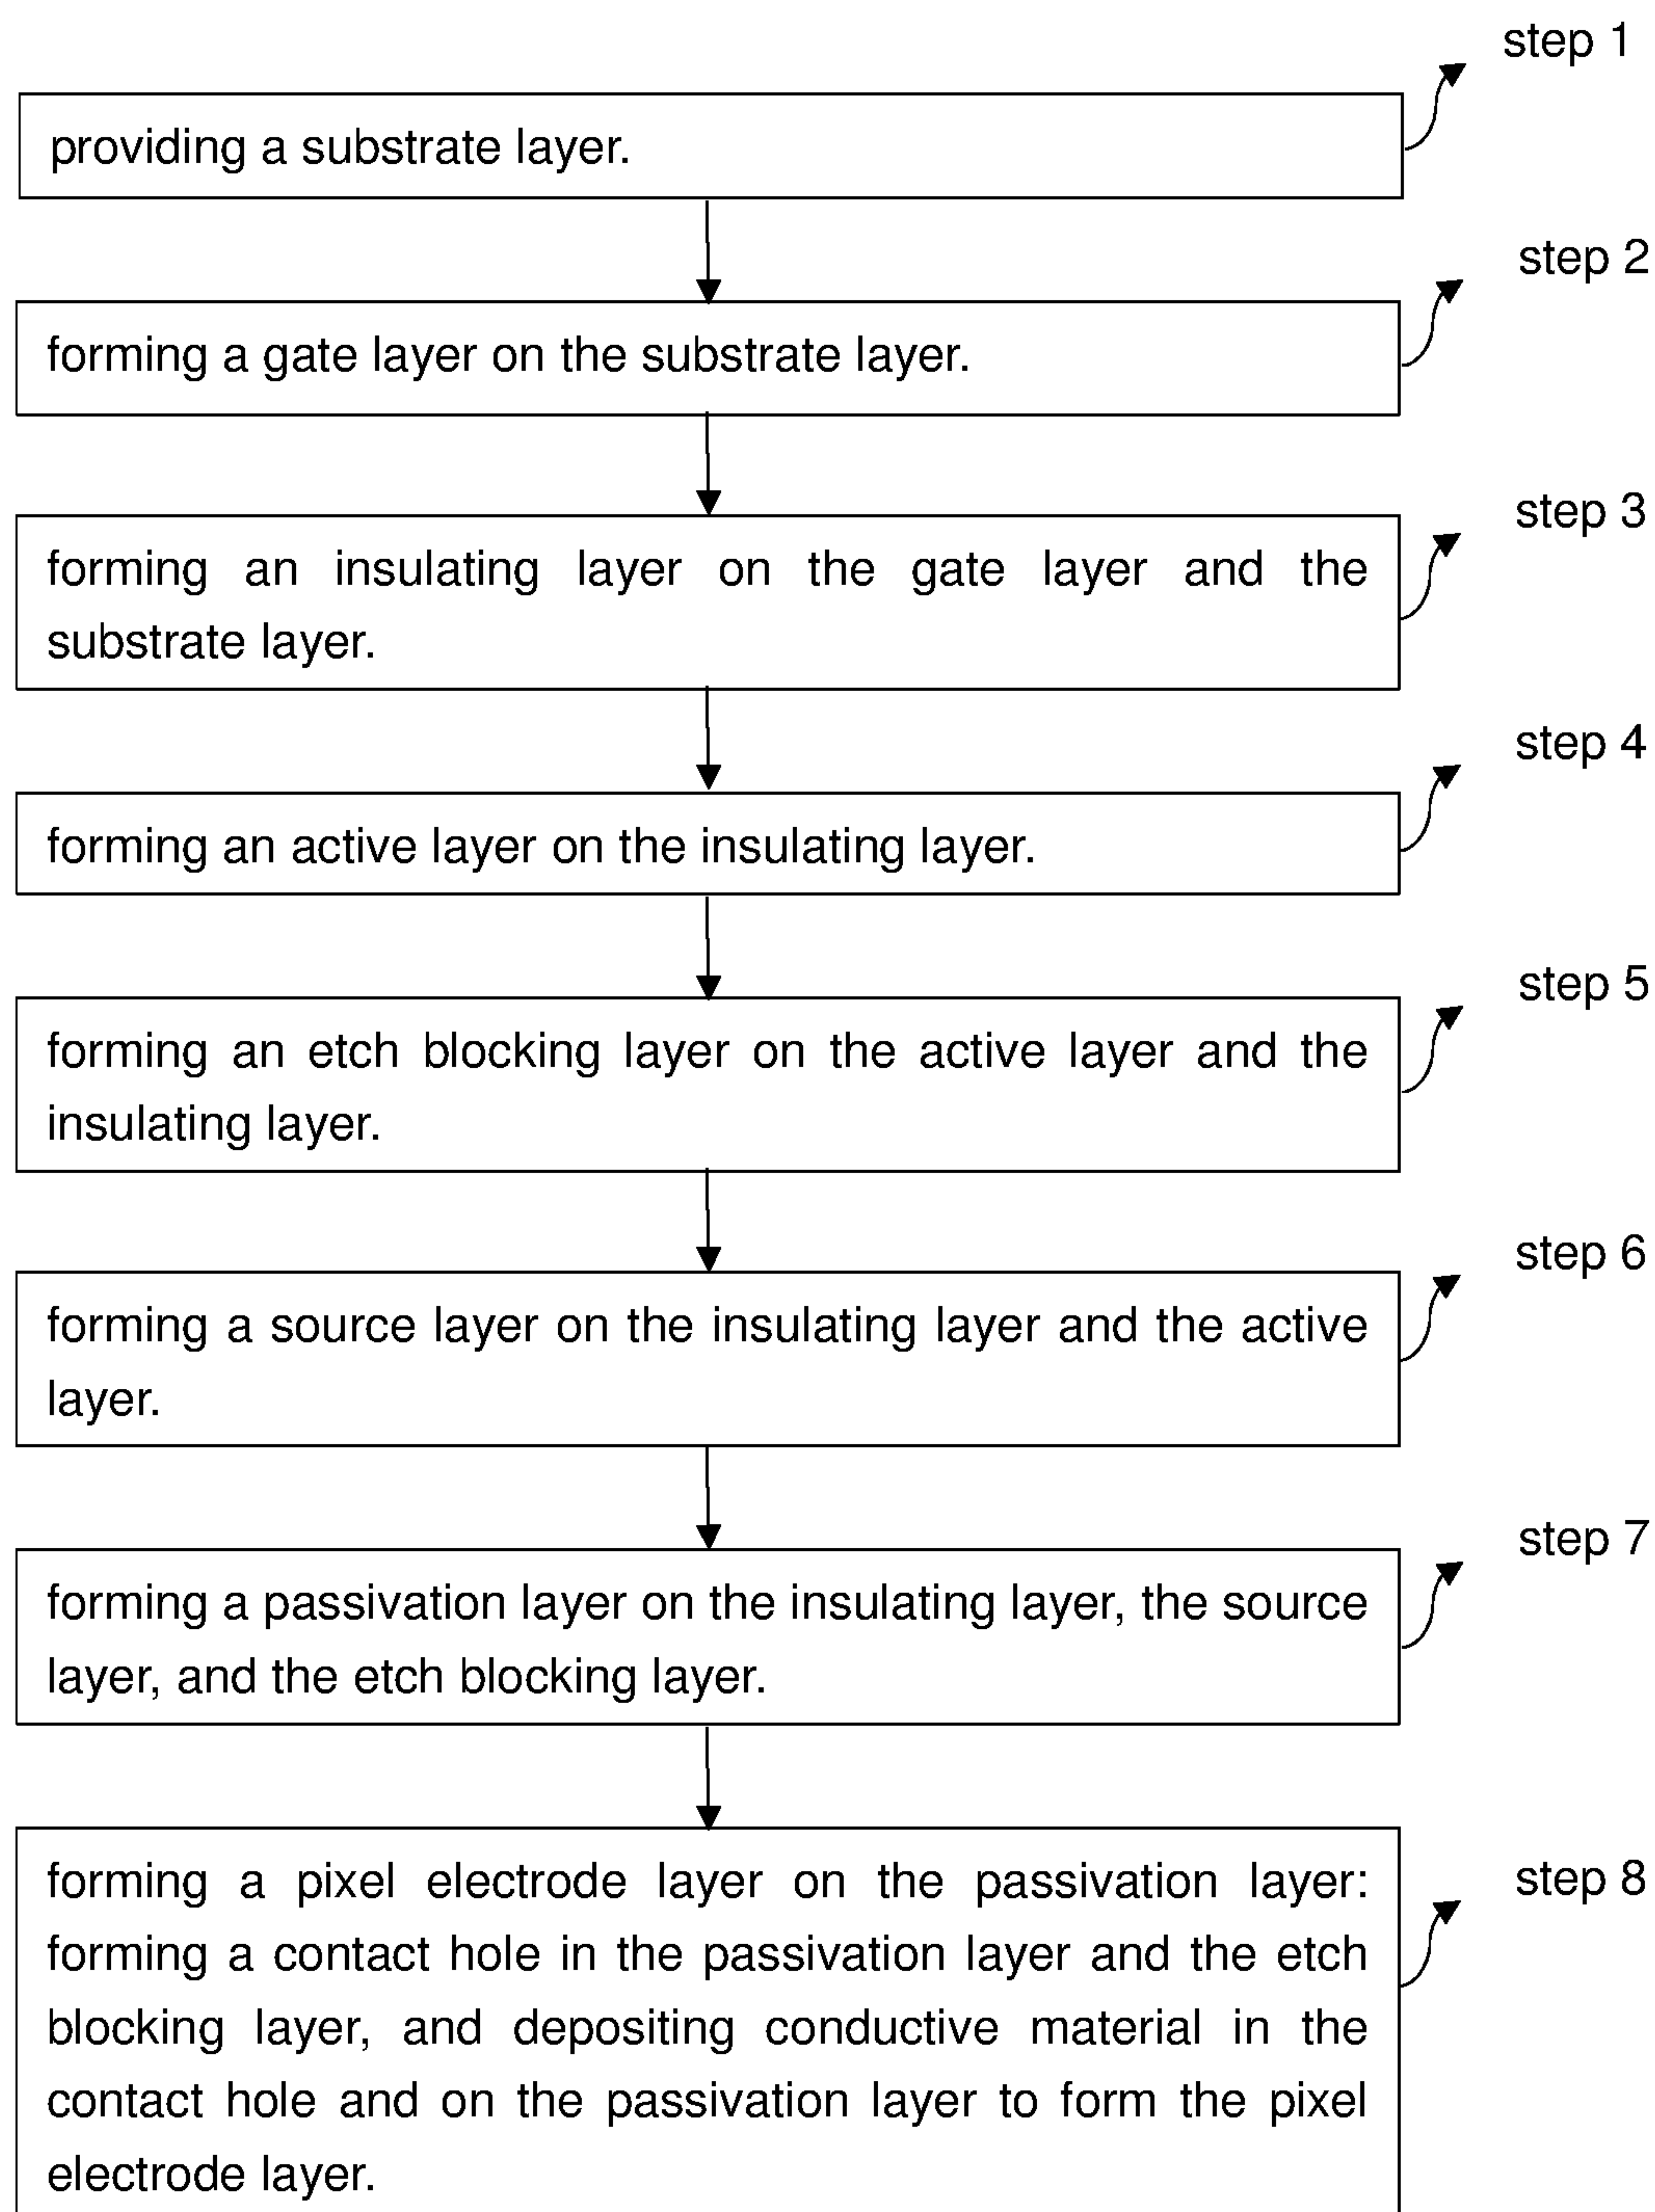 step 1
providing a substrate layer.
step 2
forming a gate layer on the substrate layer.
step 3
forming an insulating layer on the gate layer and the
substrate layer.
step 4
forming an active layer on the insulating layer.
step 5
forming an etch blocking layer on the active layer and the
insulating layer.
step 6
forming a source layer on the insulating layer and the active
layer.
step 7
forming a passivation layer on the insulating layer, the source
layer, and the etch blocking layer.
step 8
forming a pixel electrode layer on the passivation layer:
forming a contact hole in the passivation layer and the etch
blocking layer, and depositing conductive material in the
contact hole and on the passivation layer to form the pixel
electrode layer.